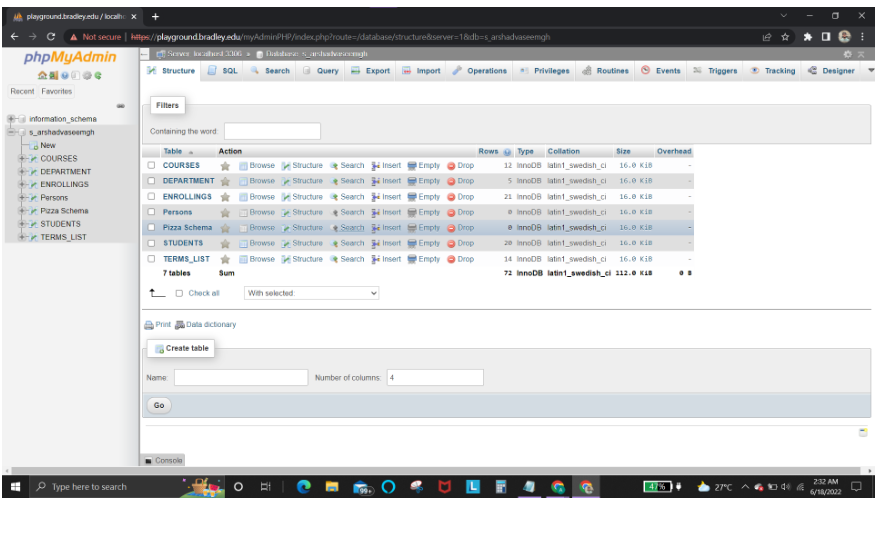 playground.bradley.edu / localhc
Not secure | https://playground.bradley.edu/myAdminPHP/index.php?route=/database/structure&server=1&db=s_arshadvaseemgh
phpMyAdmin
Recent Favorites
information_schema
s_arshadvaseemgh
New
COURSES
DEPARTMENT
ENROLLINGS
Persons
Pizza Schema
STUDENTS
TERMS_LIST
Server: localhost:3306 » Database: s_arshadvaseemgh
Structure SQL Search Query Export Import Operations Privileges Routines Events Triggers Tracking Designer
Filters
Containing the word:
Table Action Rows Type Collation Size Overhead
COURSES Browse Structure Search Insert Empty Drop 12 InnoDB latin1_swedish_ci 16.0 KiB -
DEPARTMENT Browse Structure Search Insert Empty Drop 5 InnoDB latin1_swedish_ci 16.0 KiB -
ENROLLINGS Browse Structure Search Insert Empty Drop 21 InnoDB latin1_swedish_ci 16.0 KiB -
Persons Browse Structure Search Insert Empty Drop 0 InnoDB latin1_swedish_ci 16.0 KiB -
Pizza Schema Browse Structure Search Insert Empty Drop 0 InnoDB latin1_swedish_ci 16.0 KiB -
STUDENTS Browse Structure Search Insert Empty Drop 20 InnoDB latin1_swedish_ci 16.0 KiB -
TERMS_LIST Browse Structure Search Insert Empty Drop 14 InnoDB latin1_swedish_ci 16.0 KiB -
7 tables Sum 72 InnoDB latin1_swedish_ci 112.0 KiB 0 B
Check all With selected:
Print Data dictionary
Create table
Name: Number of columns: 4
Go
Console
Type here to search
99+
47%
27°C
2:32 AM
6/18/2022